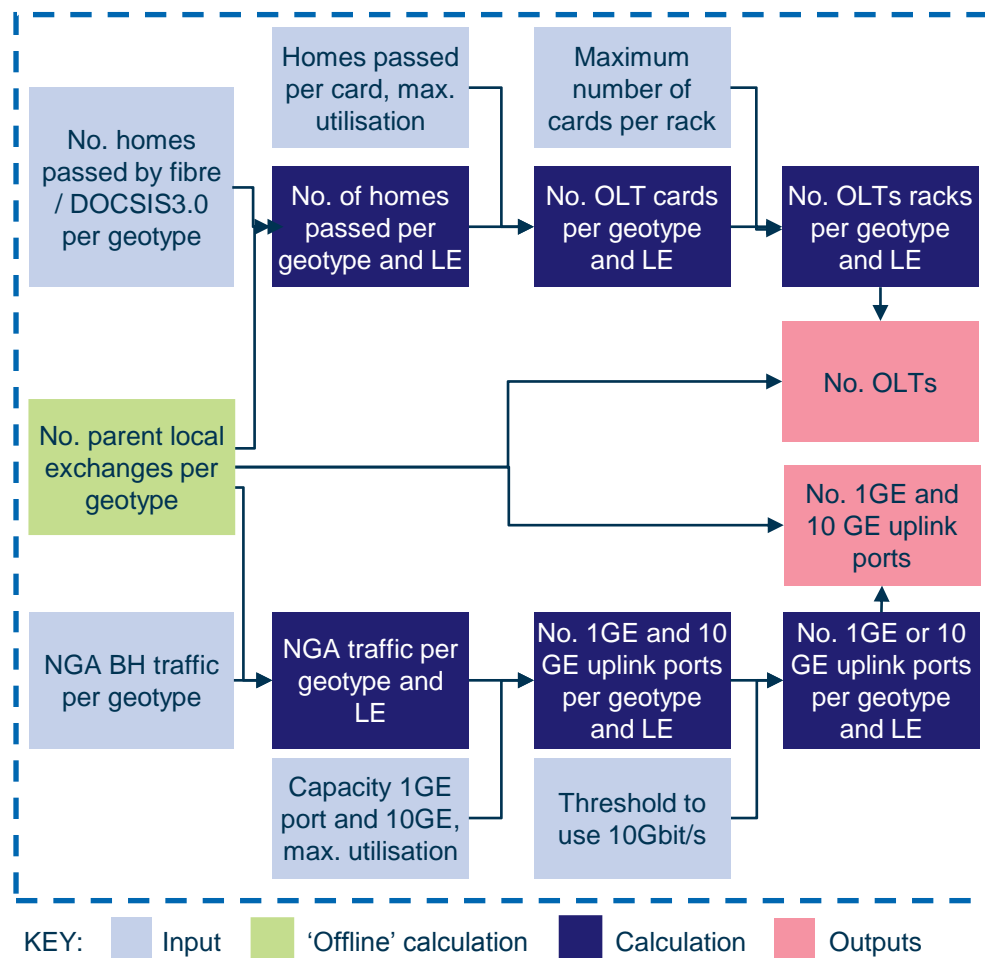 Homes passed
per card, max.
utilisation
Maximum
number of
cards per rack
No. homes
passed by fibre
/ DOCSIS3.0
per geotype
No. of homes
passed per
geotype and LE
No. OLT cards
per geotype
and LE
No. OLTs racks
per geotype
and LE
No. OLTs
No. parent local
exchanges per
geotype
No. 1GE and
10 GE uplink
ports
NGA BH traffic
per geotype
NGA traffic per
geotype and
LE
No. 1GE and 10
GE uplink ports
per geotype
and LE
No. 1GE or 10
GE uplink ports
per geotype
and LE
Capacity 1GE
port and 10GE,
max. utilisation
Threshold to
use 10Gbit/s
KEY: Input 'Offline' calculation Calculation Outputs